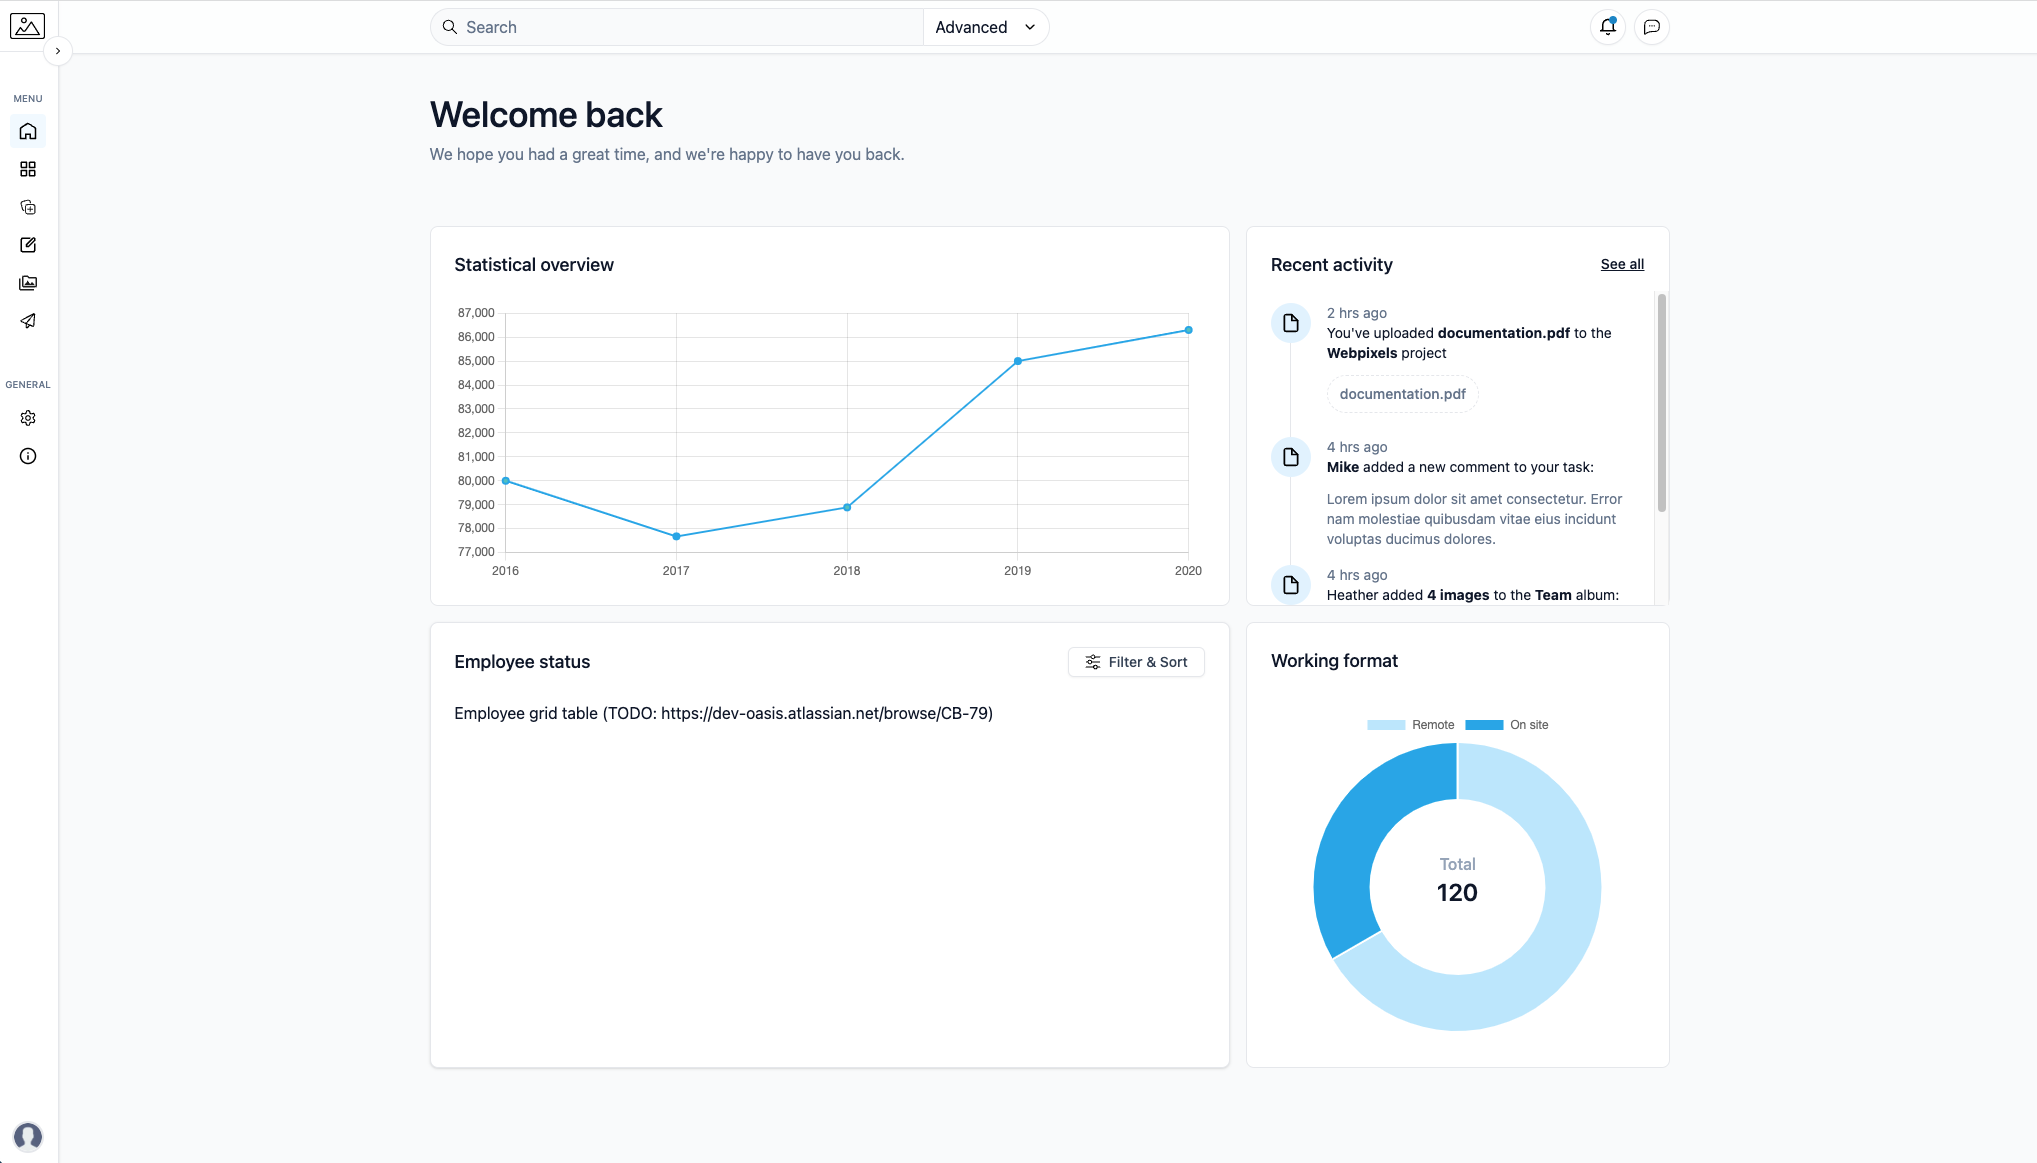 Search
Advanced
MENU
GENERAL
Welcome back
We hope you had a great time, and we're happy to have you back.
Statistical overview
87,000
86,000
85,000
84,000
83,000
82,000
81,000
80,000
79,000
78,000
77,000
2016 2017 2018 2019 2020
Recent activity
See all
2 hrs ago
You've uploaded documentation.pdf to the
Webpixels project
documentation.pdf
4 hrs ago
Mike added a new comment to your task:
Lorem ipsum dolor sit amet consectetur. Error
nam molestiae quibusdam vitae eius incidunt
voluptas ducimus dolores.
4 hrs ago
Heather added 4 images to the Team album:
Employee status
Filter & Sort
Employee grid table (TODO: https://dev-oasis.atlassian.net/browse/CB-79)
Working format
Remote On site
Total
120